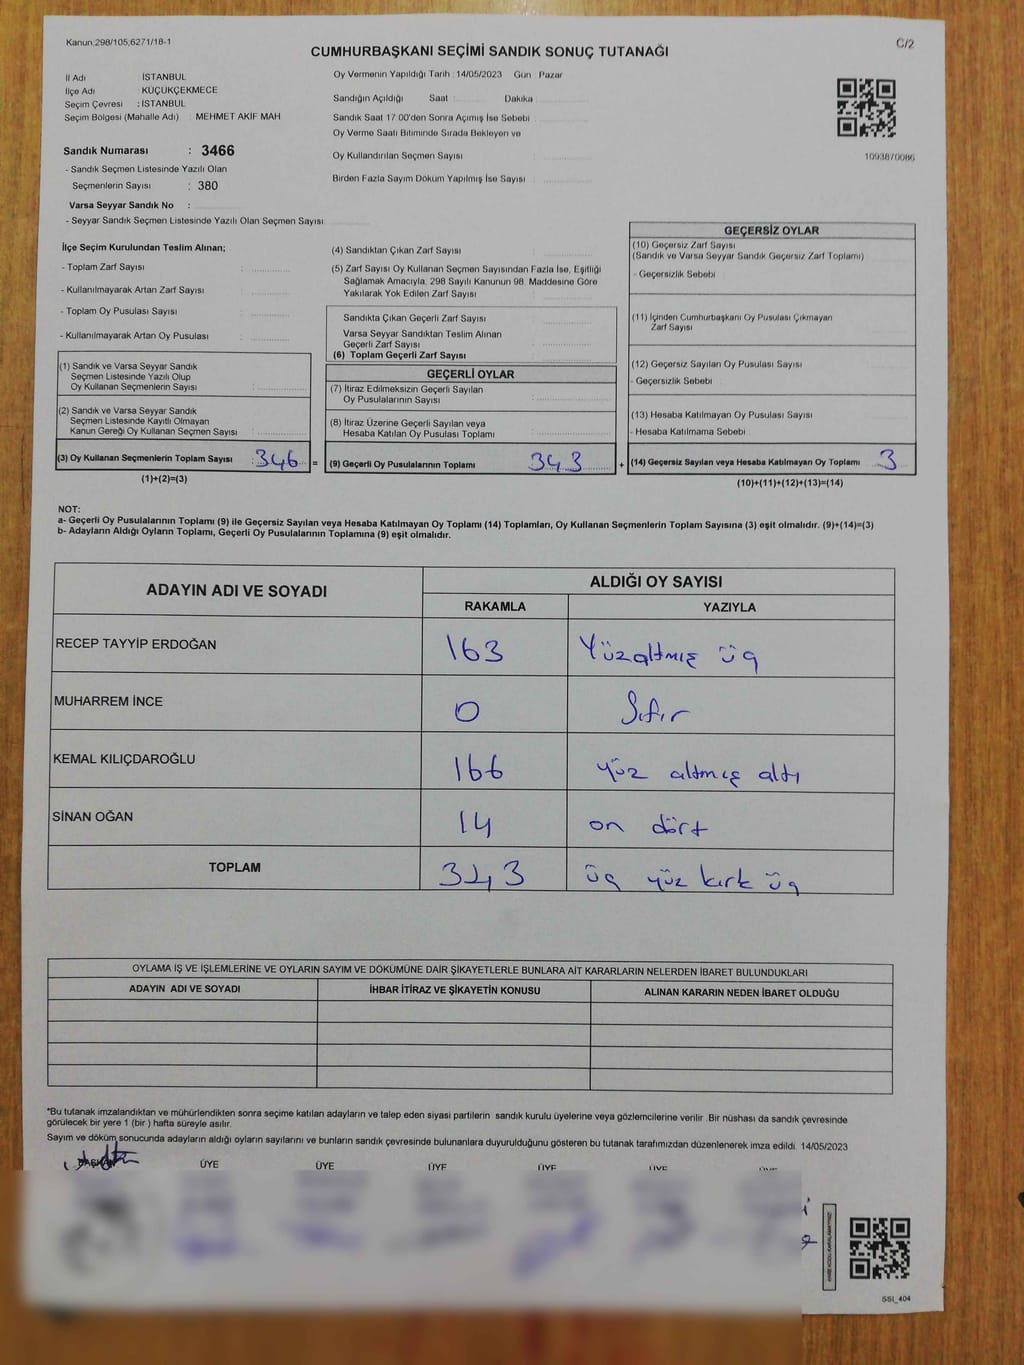 Kanun:298/105,6271/18-1
C/2
CUMHURBAŞKANI SEÇİMİ SANDIK SONUÇ TUTANAĞI
İl Adı İSTANBUL
İlçe Adı KÜÇÜKÇEKMECE
Seçim Çevresi : İSTANBUL
Seçim Bölgesi (Mahalle Adı) : MEHMET AKİF MAH
Sandık Numarası : 3466
- Sandık Seçmen Listesinde Yazılı Olan
Seçmenlerin Sayısı : 380
Varsa Seyyar Sandık No :
- Seyyar Sandık Seçmen Listesinde Yazılı Olan Seçmen Sayısı
Oy Vermenin Yapıldığı Tarih :14/05/2023 Gün : Pazar
Sandığın Açıldığı Saat : Dakika :
Sandık Saat 17.00'den Sonra Açımış İse Sebebi :
Oy Verme Saati Bitiminde Sırada Bekleyen ve
Oy Kullandırılan Seçmen Sayısı :
Birden Fazla Sayım Döküm Yapılmış İse Sayısı :
1093870086
İlçe Seçim Kurulundan Teslim Alınan;
- Toplam Zarf Sayısı :
- Kullanılmayarak Artan Zarf Sayısı :
- Toplam Oy Pusulası Sayısı :
- Kullanılmayarak Artan Oy Pusulası :
(1) Sandık ve Varsa Seyyar Sandık
Seçmen Listesinde Yazılı Olup
Oy Kullanan Seçmenlerin Sayısı :
(2) Sandık ve Varsa Seyyar Sandık
Seçmen Listesinde Kayıtlı Olmayan
Kanun Gereği Oy Kullanan Seçmen Sayısı :
(3) Oy Kullanan Seçmenlerin Toplam Sayısı : 346 =
(1)+(2)=(3)
(4) Sandıktan Çıkan Zarf Sayısı :
(5) Zarf Sayısı Oy Kullanan Seçmen Sayısından Fazla İse, Eşitliği
Sağlamak Amacıyla, 298 Sayılı Kanunun 98. Maddesine Göre
Yakılarak Yok Edilen Zarf Sayısı :
Sandıkta Çıkan Geçerli Zarf Sayısı :
Varsa Seyyar Sandıktan Teslim Alınan
Geçerli Zarf Sayısı :
(6) Toplam Geçerli Zarf Sayısı :
GEÇERLİ OYLAR
(7) İtiraz Edilmeksizin Geçerli Sayılan
Oy Pusulalarının Sayısı :
(8) İtiraz Üzerine Geçerli Sayılan veya
Hesaba Katılan Oy Pusulası Toplamı :
(9) Geçerli Oy Pusulalarının Toplamı 343 +
GEÇERSİZ OYLAR
(10) Geçersiz Zarf Sayısı
(Sandık ve Varsa Seyyar Sandık Geçersiz Zarf Toplamı)
- Geçersizlik Sebebi :
(11) İçinden Cumhurbaşkanı Oy Pusulası Çıkmayan
Zarf Sayısı
(12) Geçersiz Sayılan Oy Pusulası Sayısı
- Geçersizlik Sebebi :
(13) Hesaba Katılmayan Oy Pusulası Sayısı
- Hesaba Katılmama Sebebi :
(14) Geçersiz Sayılan veya Hesaba Katılmayan Oy Toplamı 3
(10)+(11)+(12)+(13)=(14)
NOT:
a- Geçerli Oy Pusulalarının Toplamı (9) ile Geçersiz Sayılan veya Hesaba Katılmayan Oy Toplamı (14) Toplamları, Oy Kullanan Seçmenlerin Toplam Sayısına (3) eşit olmalıdır. (9)+(14)=(3)
b- Adayların Aldığı Oyların Toplamı, Geçerli Oy Pusulalarının Toplamına (9) eşit olmalıdır.
ADAYIN ADI VE SOYADI ALDIĞI OY SAYISI
RAKAMLA YAZIYLA
RECEP TAYYİP ERDOĞAN 163 Yüzaltmış üç
MUHARREM İNCE 0 Sıfır
KEMAL KILIÇDAROĞLU 166 yüz altmış altı
SİNAN OĞAN 14 on dört
TOPLAM 343 üç yüz kırk üç
OYLAMA İŞ VE İŞLEMLERİNE VE OYLARIN SAYIM VE DÖKÜMÜNE DAİR ŞİKAYETLERLE BUNLARA AİT KARARLARIN NELERDEN İBARET BULUNDUKLARI
ADAYIN ADI VE SOYADI İHBAR İTİRAZ VE ŞİKAYETİN KONUSU ALINAN KARARIN NEDEN İBARET OLDUĞU
*Bu tutanak imzalandıktan ve mühürlendikten sonra seçime katılan adayların ve talep eden siyasi partilerin sandık kurulu üyelerine veya gözlemcilerine verilir .Bir nüshası da sandık çevresinde
görülecek bir yere 1 (bir ) hafta süreyle asılır.
Sayım ve döküm sonucunda adayların aldığı oyların sayılarını ve bunların sandık çevresinde bulunanlara duyurulduğunu gösteren bu tutanak tarafımızdan düzenlenerek imza edildi. 14/05/2023
BAŞKAN ÜYE ÜYE ÜYE ÜYE ÜYE ÜYE
SSİ_404